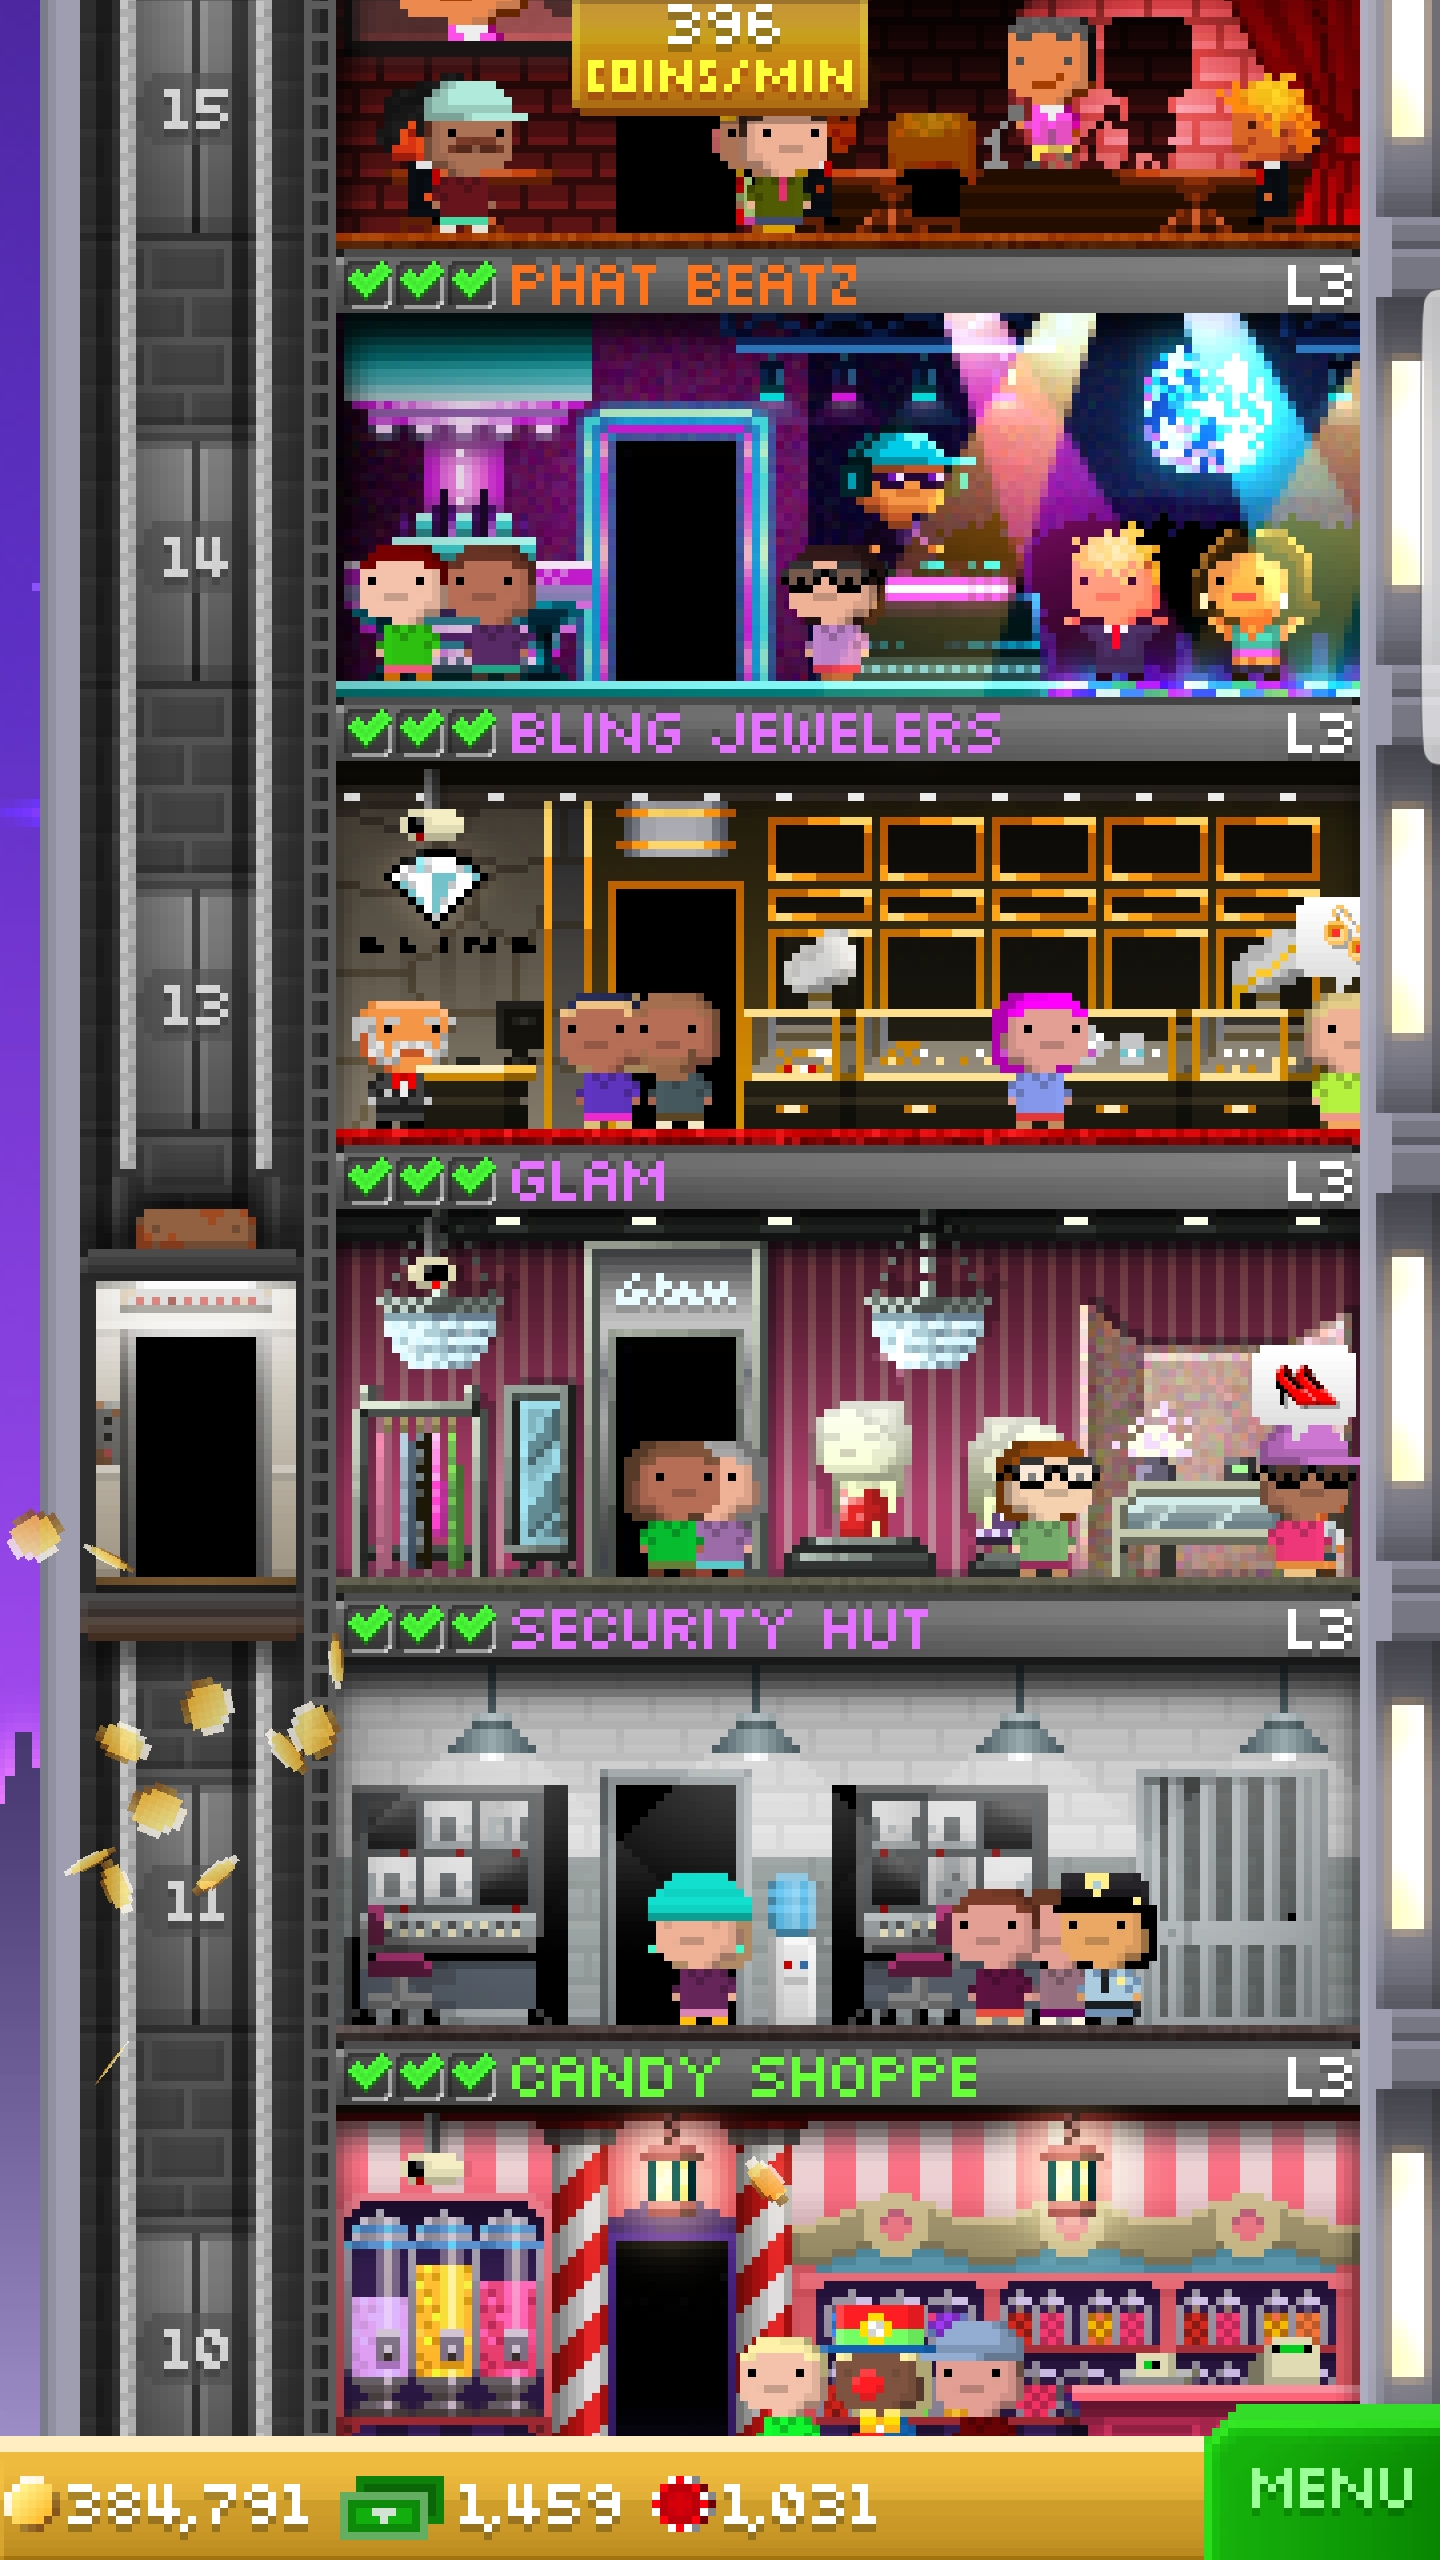 396
COINS/MIN
15
PHAT BEATZ L3
14
BLING JEWELERS L3
BLING
13
GLAM L3
Glam
SECURITY HUT L3
11
CANDY SHOPPE L3
10
384,791 1,459 1,031
MENU